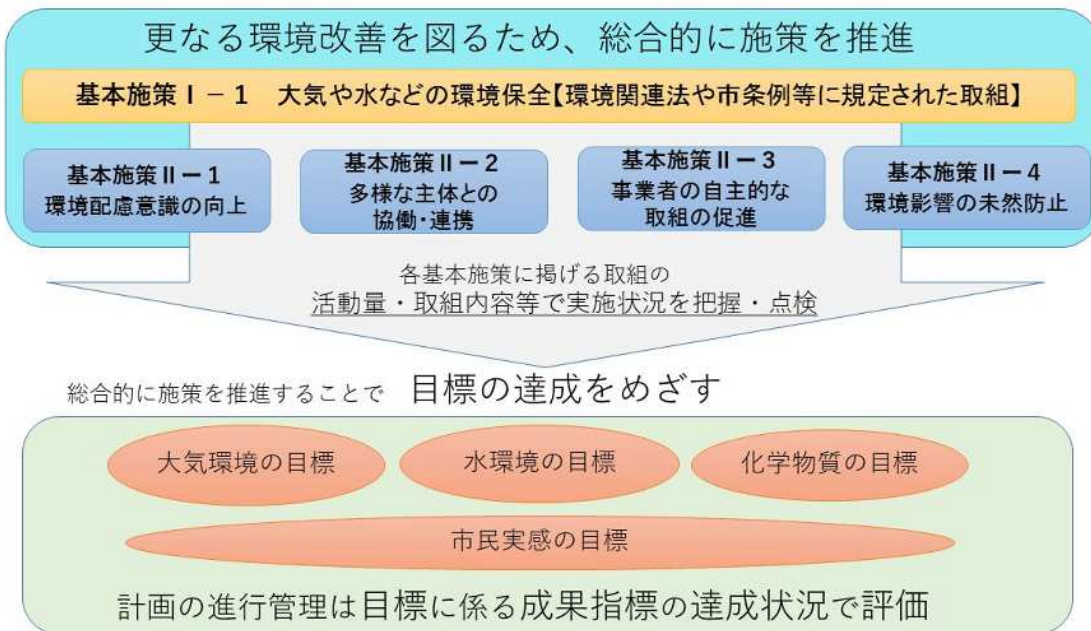 更なる環境改善を図るため、総合的に施策を推進
基本施策Ⅰ－1　大気や水などの環境保全【環境関連法や市条例等に規定された取組】
基本施策Ⅱー1
環境配慮意識の向上
基本施策Ⅱー2
多様な主体との
協働・連携
基本施策Ⅱー3
事業者の自主的な
取組の促進
基本施策Ⅱー4
環境影響の未然防止
各基本施策に掲げる取組の
活動量・取組内容等で実施状況を把握・点検
総合的に施策を推進することで　目標の達成をめざす
大気環境の目標
水環境の目標
化学物質の目標
市民実感の目標
計画の進行管理は目標に係る成果指標の達成状況で評価